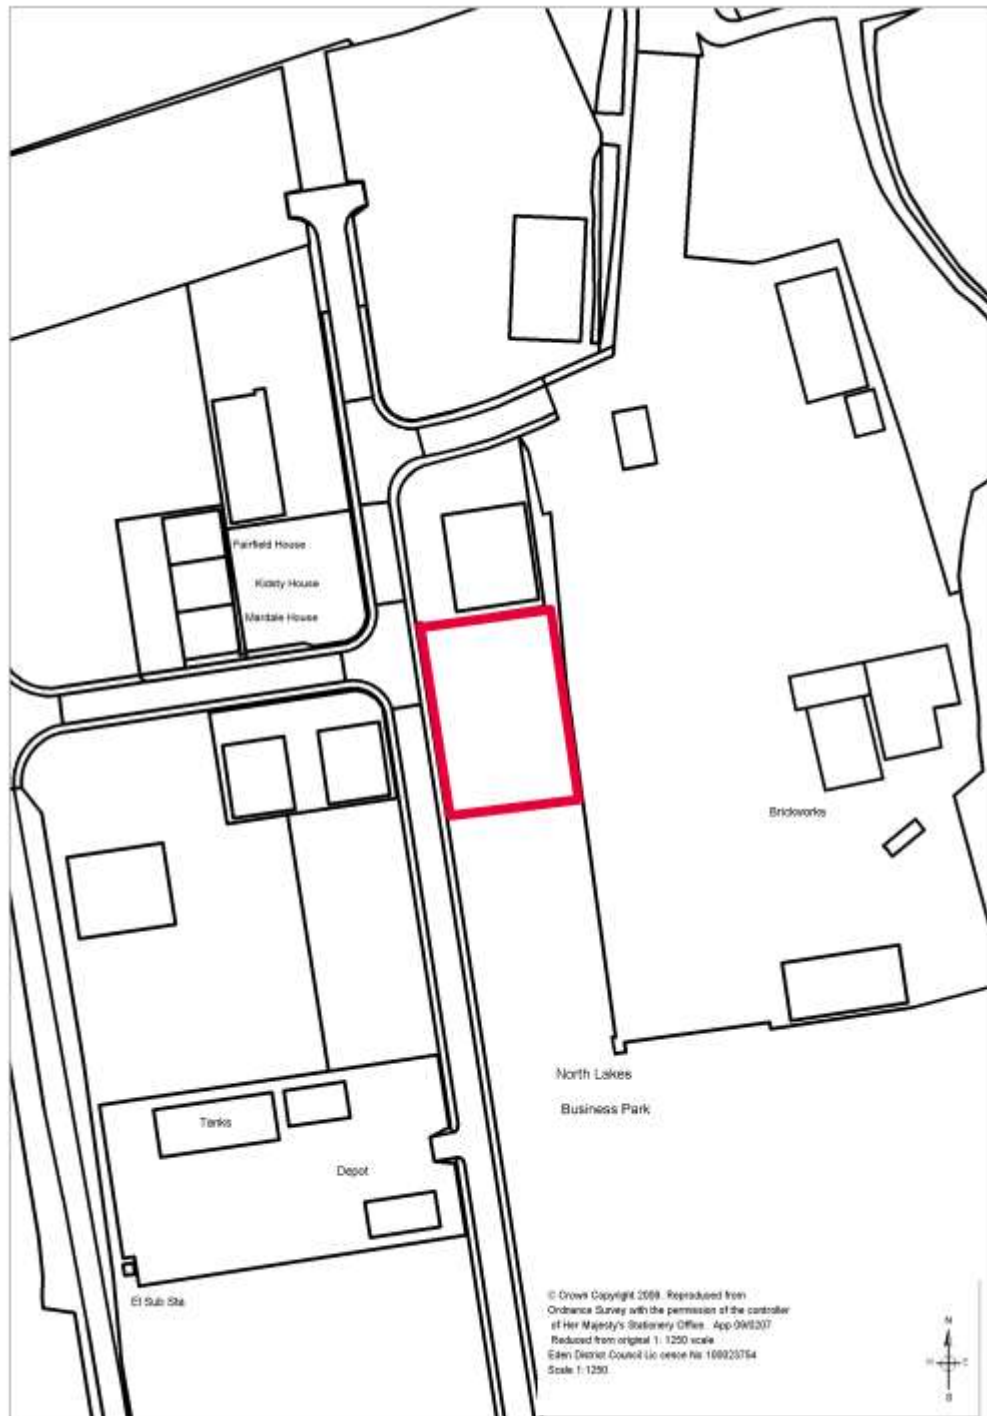 Fairfield House
Kidsty House
Mardale House
Brickworks
North Lakes
Business Park
Tanks
Depot
El Sub Sta
© Crown Copyright 2009. Reproduced from
Ordnance Survey with the permission of the controller
of Her Majesty's Stationery Office. App 09/0207
Reduced from original 1: 1250 scale
Eden District Council Lic cence No 100023754
Scale 1:1250
N
E
S